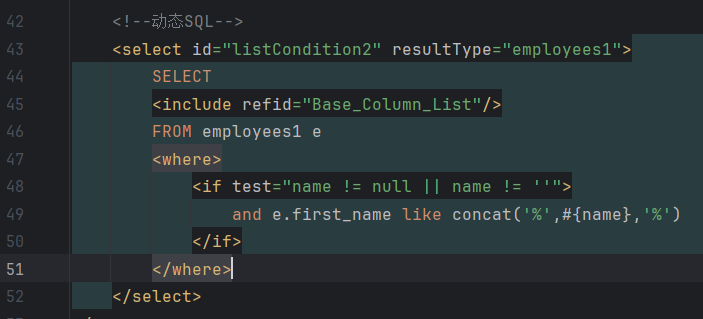 42 <!--动态SQL-->
43 <select id="listCondition2" resultType="employees1">
44 SELECT
45 <include refid="Base_Column_List"/>
46 FROM employees1 e
47 <where>
48 <if test="name != null || name != ''">
49 and e.first_name like concat('%',#{name},'%')
50 </if>
51 </where>
52 </select>